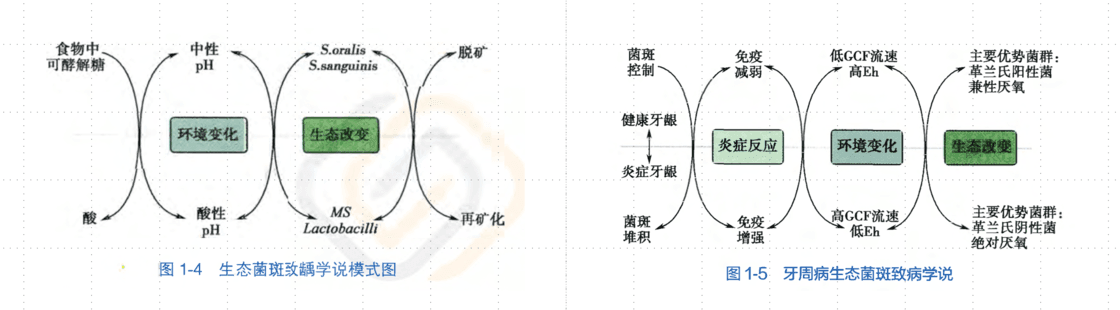 食物中
可酵解糖
中性
pH
S.oralis
S.sanguinis
脱矿
环境变化
生态改变
酸
酸性
pH
MS
Lactobacilli
再矿化
图 1-4 生态菌斑致龋学说模式图
菌斑
控制
免疫
减弱
低GCF流速
高Eh
主要优势菌群：
革兰氏阳性菌
兼性厌氧
健康牙龈
炎症牙龈
炎症反应
环境变化
生态改变
菌斑
堆积
免疫
增强
高GCF流速
低Eh
主要优势菌群：
革兰氏阴性菌
绝对厌氧
图 1-5 牙周病生态菌斑致病学说